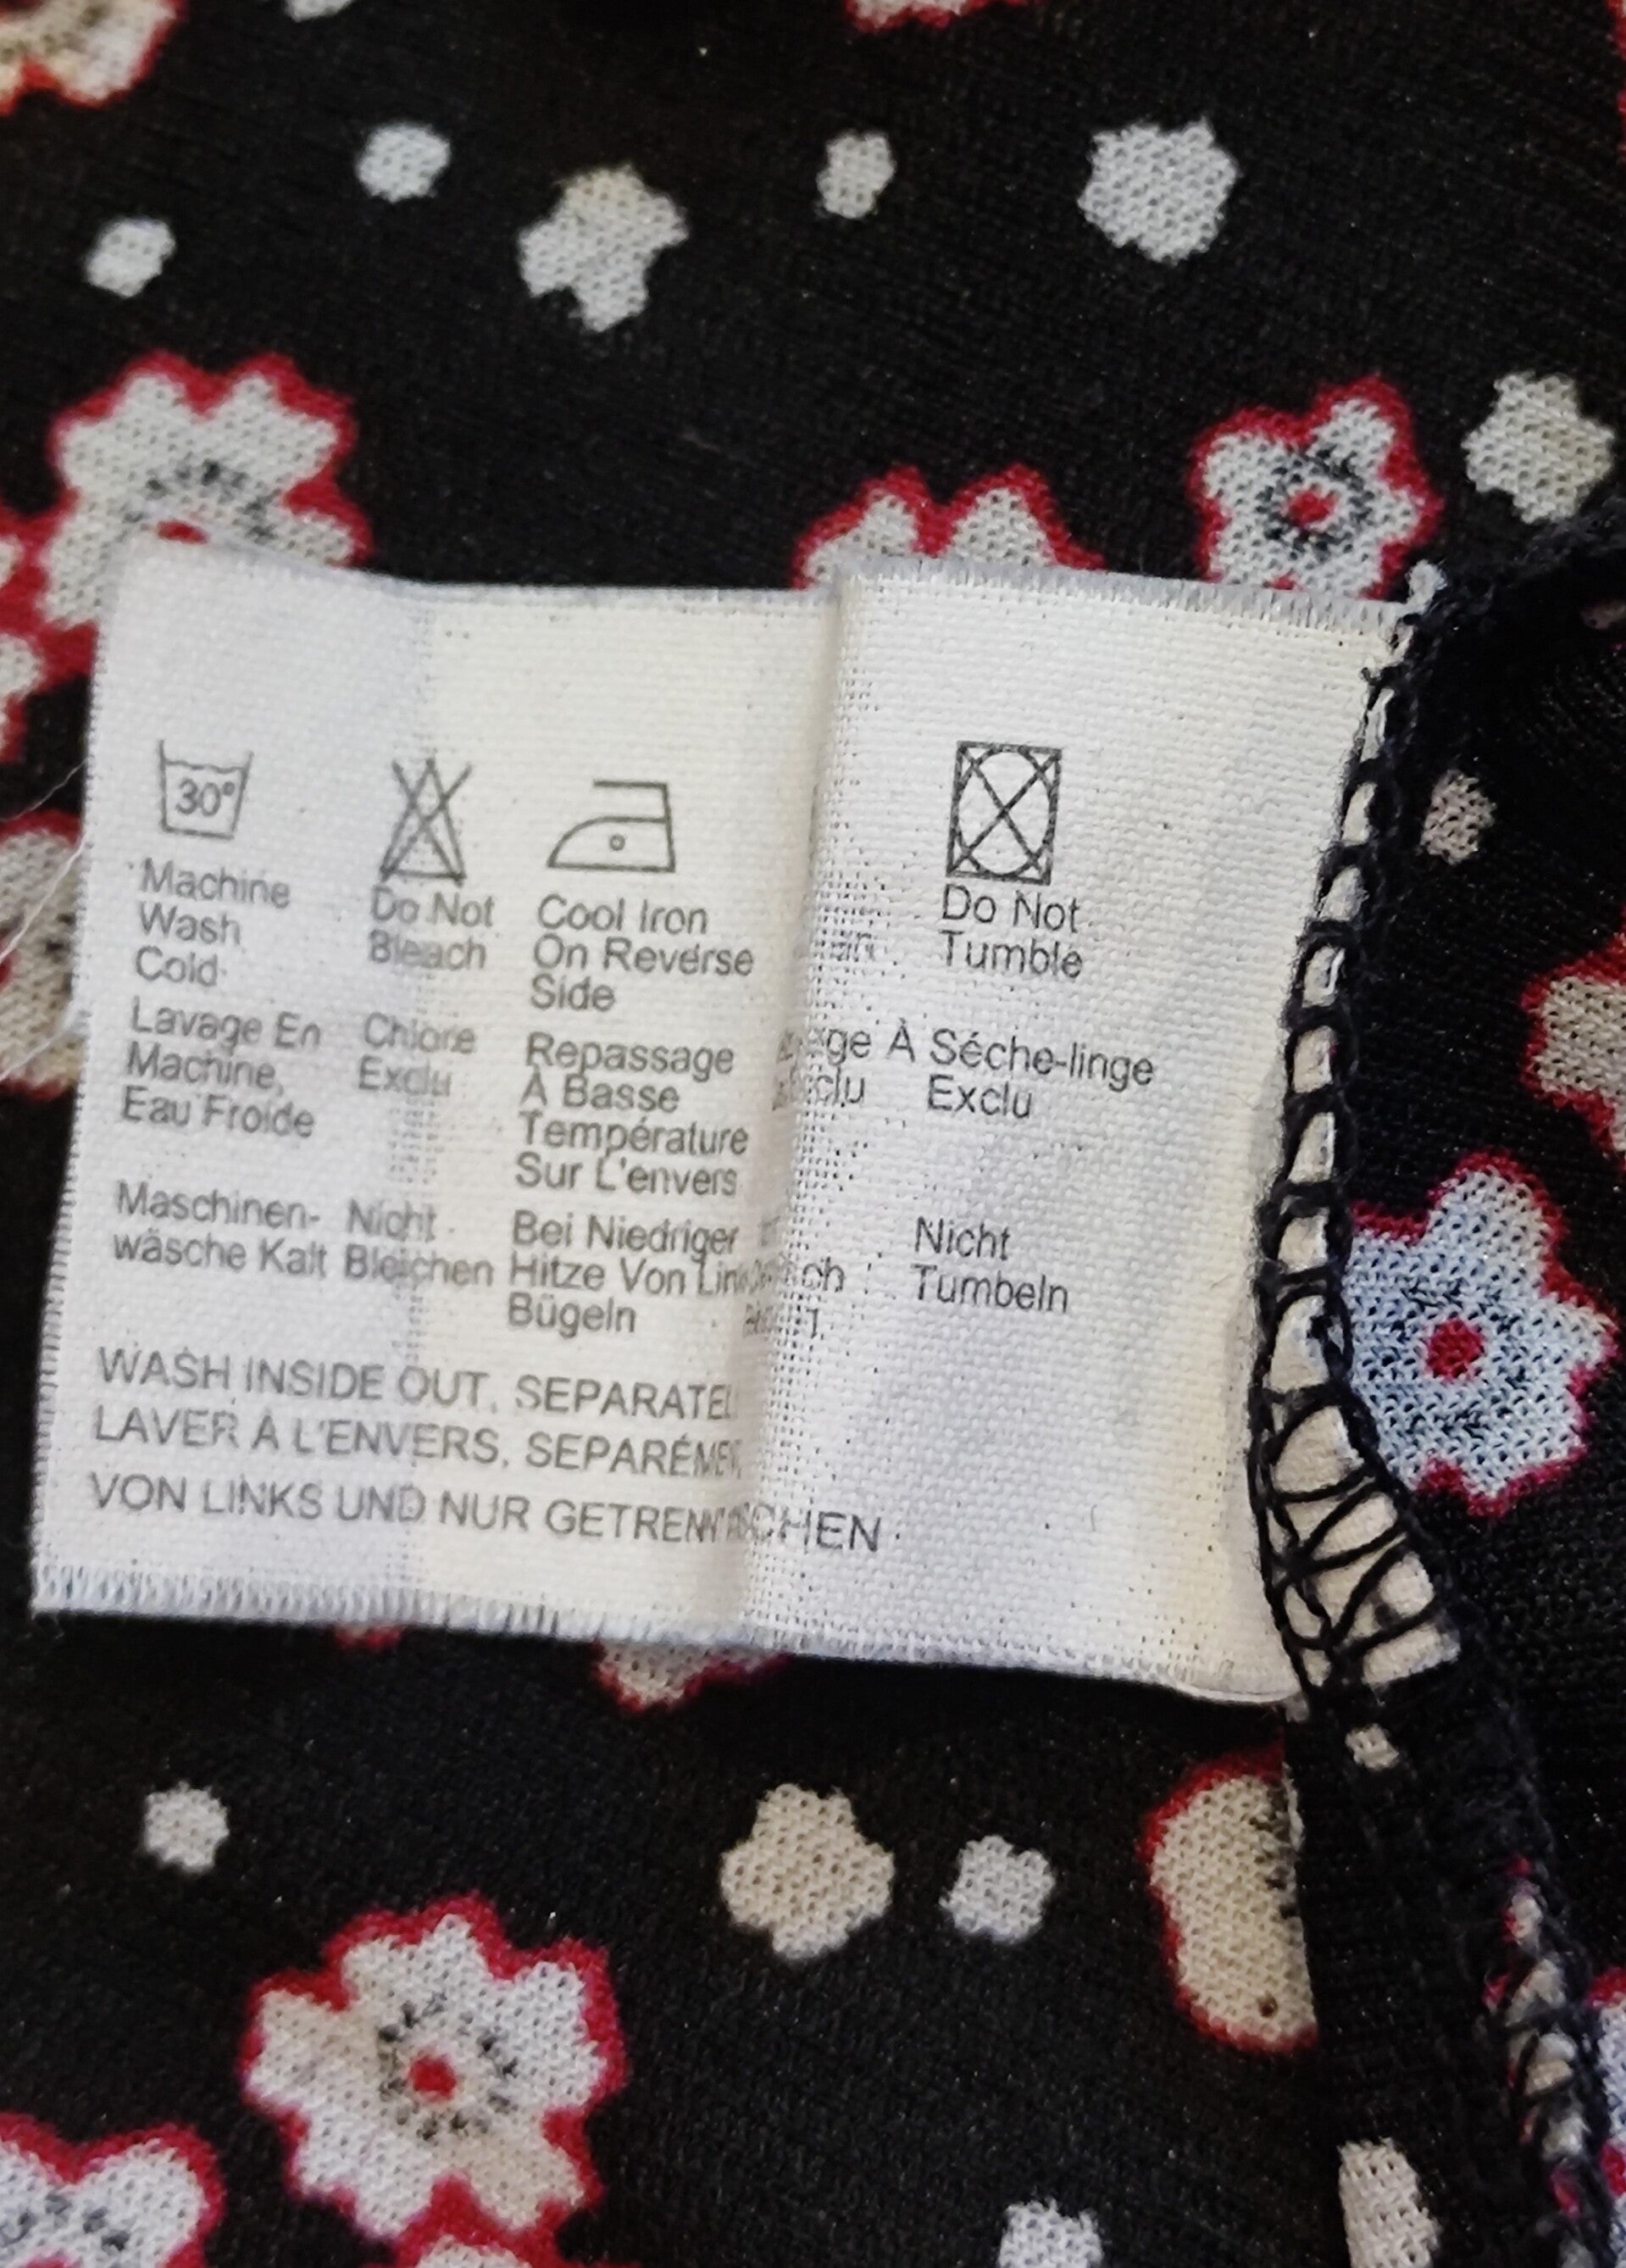 30°
Machine
Wash
Cold
Lavage En
Machine,
Eau Froide
Maschinen-
wäsche Kalt
Do Not
Bleach
Chlore
Exclu
Nicht
Bleichen
Cool Iron
On Reverse
Side
Repassage
À Basse
Température
Sur L'envers
Bei Niedriger
Hitze Von
Bügeln
Do Not
Tumble
À Séche-linge
Exclu
Nicht
Tumbeln
WASH INSIDE OUT,
LAVER À L'ENVERS,
VON LINKS UND NUR